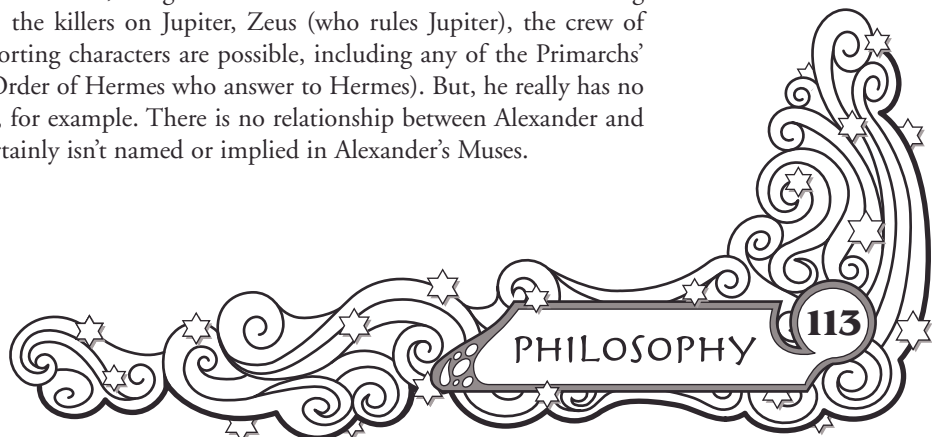 the killers on Jupiter, Zeus (who rules Jupiter), the crew of
orting characters are possible, including any of the Primarchs’
Order of Hermes who answer to Hermes). But, he really has no
, for example. There is no relationship between Alexander and
rtainly isn’t named or implied in Alexander’s Muses.
PHILOSOPHY
113